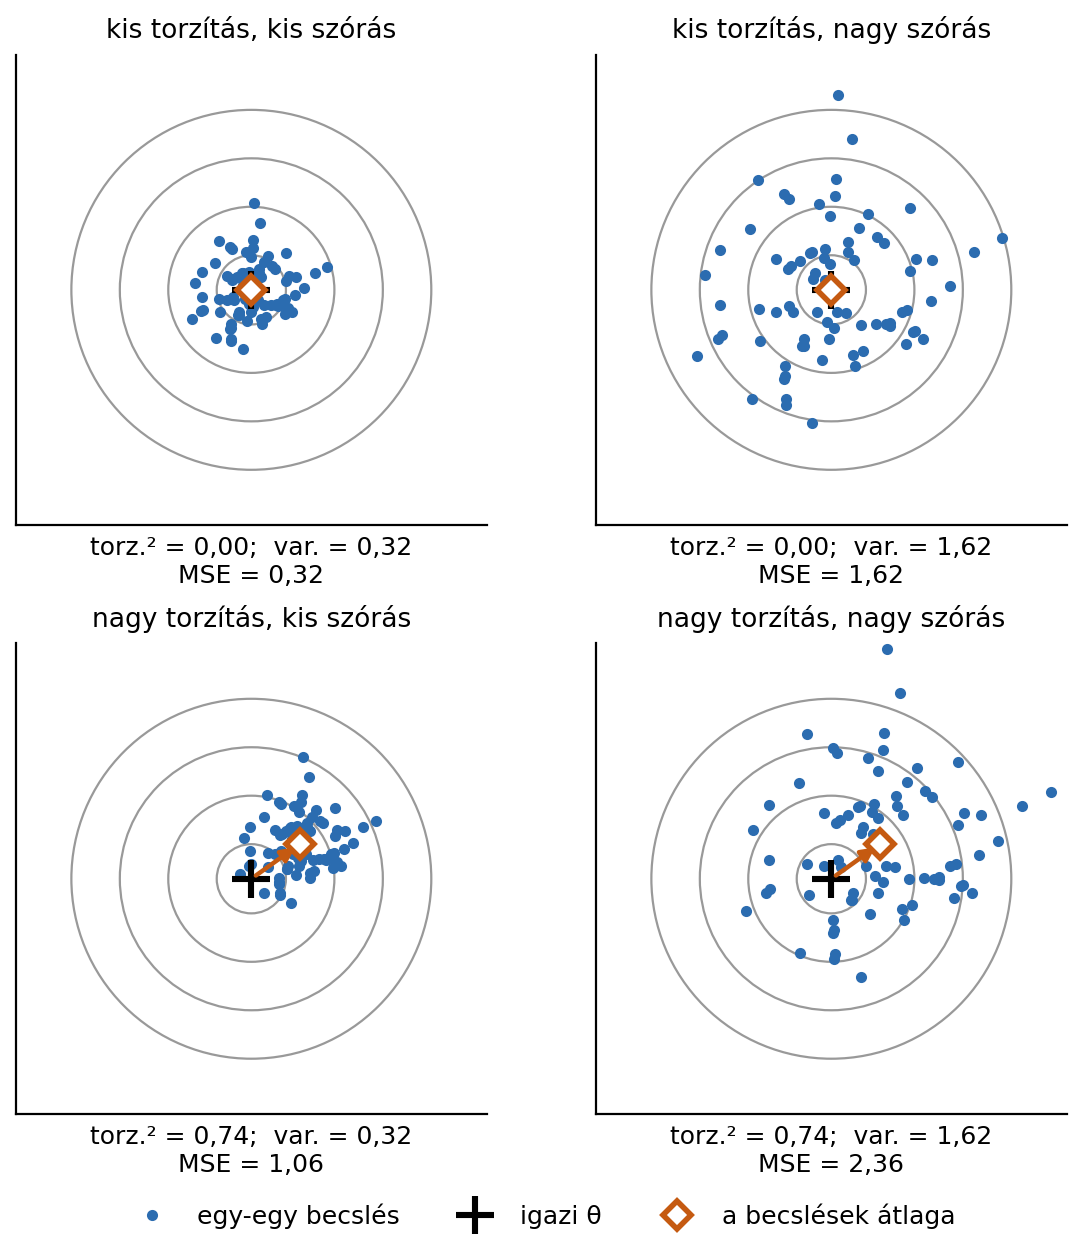 kis torzítás, kis szórás
kis torzítás, nagy szórás
torz.² = 0,00;  var. = 0,32
MSE = 0,32
torz.² = 0,00;  var. = 1,62
MSE = 1,62
nagy torzítás, kis szórás
nagy torzítás, nagy szórás
torz.² = 0,74;  var. = 0,32
MSE = 1,06
torz.² = 0,74;  var. = 1,62
MSE = 2,36
egy-egy becslés
igazi θ
a becslések átlaga